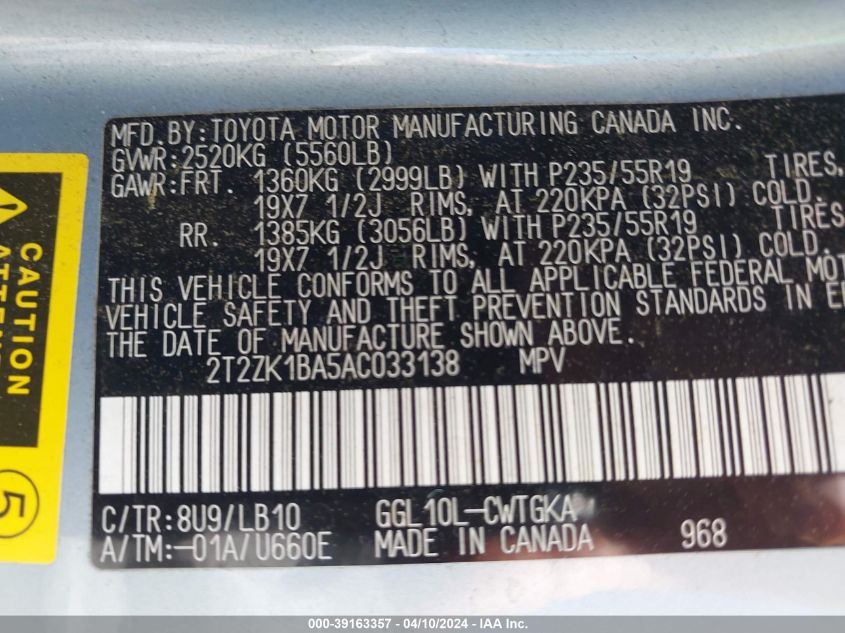 MFD. BY: TOYOTA MOTOR MANUFACTURING CANADA INC.
GVWR: 2520KG (5560LB)
GAWR: FRT. 1360KG (2999LB) WITH P235/55R19 TIRES,
19X7 1/2J RIMS, AT 220KPA (32PSI) COLD.
RR. 1385KG (3056LB) WITH P235/55R19 TIRES
19X7 1/2J RIMS, AT 220KPA (32PSI) COLD.
THIS VEHICLE CONFORMS TO ALL APPLICABLE FEDERAL MOT
VEHICLE SAFETY AND THEFT PREVENTION STANDARDS IN E
THE DATE OF MANUFACTURE SHOWN ABOVE.
2T2ZK1BA5AC033138 MPV
C/TR: 8U9/LB10 GGL10L-CWTGKA
A/TM: -01A/U660E MADE IN CANADA 968
CAUTION
5
000-39163357 - 04/10/2024 - IAA Inc.